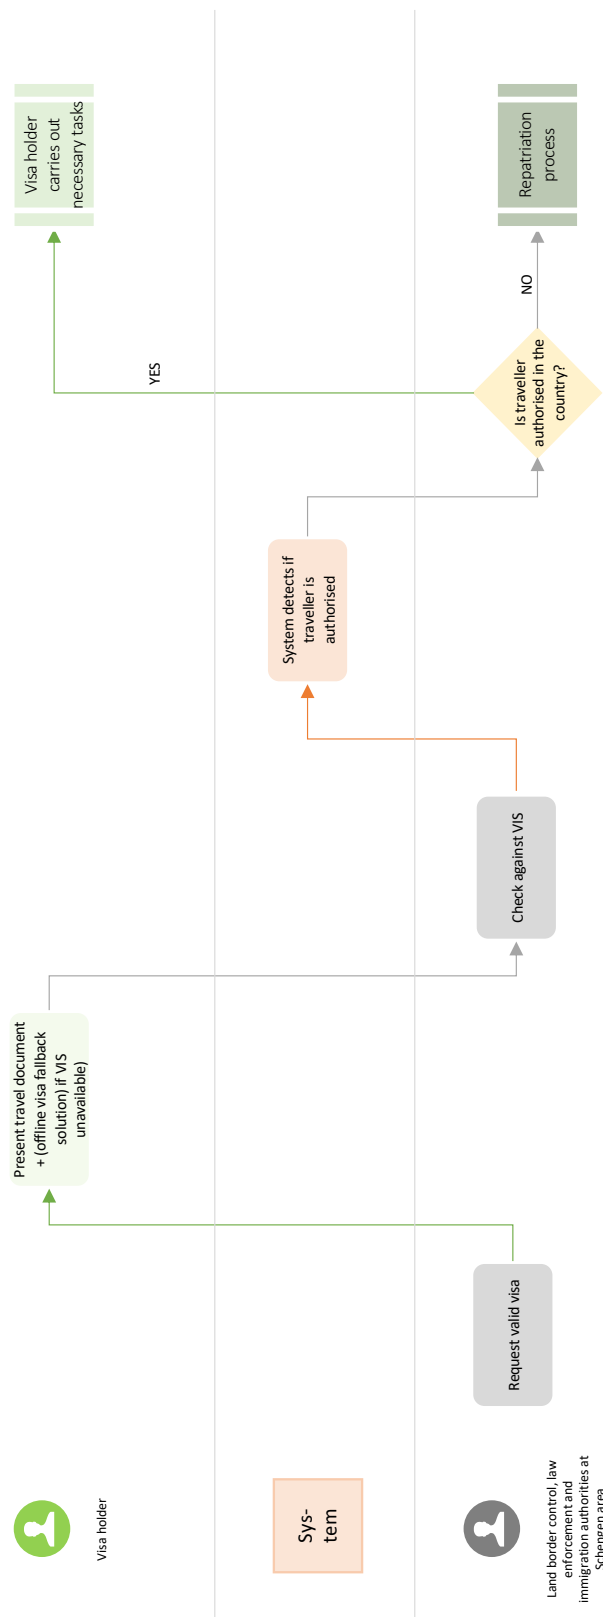 Visa holder
Present travel document
+ (offline visa fallback
solution) if VIS
unavailable)
YES
Visa holder
carries out
necessary tasks
Sys-
tem
System detects if
traveller is
authorised
Land border control, law
enforcement and
immigration authorities at
Schengen area
Request valid visa
Check against VIS
Is traveller
authorised in the
country?
NO
Repatriation
process